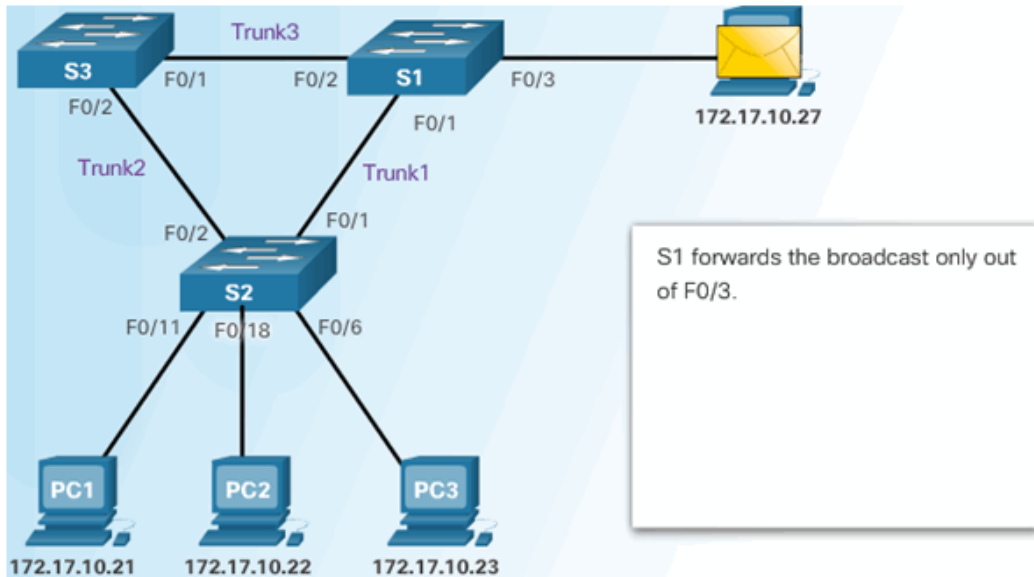 Trunk3
S3
F0/1
F0/2
S1
F0/3
172.17.10.27
F0/2
F0/1
Trunk2
Trunk1
F0/2
F0/1
S2
F0/11
F0/18
F0/6
S1 forwards the broadcast only out
of F0/3.
PC1
PC2
PC3
172.17.10.21
172.17.10.22
172.17.10.23